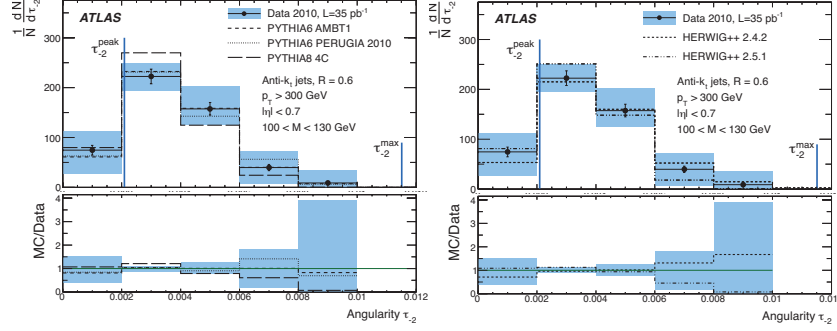 1/N dN/dτ-2
ATLAS
Data 2010, L=35 pb-1
PYTHIA6 AMBT1
PYTHIA6 PERUGIA 2010
PYTHIA8 4C
τ-2peak
Anti-kt jets, R = 0.6
pT > 300 GeV
|η| < 0.7
100 < M < 130 GeV
τ-2max
300
200
100
0
MC/Data
4
3
2
1
0
0 0.002 0.004 0.006 0.008 0.01 0.012
Angularity τ-2
1/N dN/dτ-2
ATLAS
Data 2010, L=35 pb-1
HERWIG++ 2.4.2
HERWIG++ 2.5.1
τ-2peak
Anti-kt jets, R = 0.6
pT > 300 GeV
|η| < 0.7
100 < M < 130 GeV
τ-2max
300
200
100
0
MC/Data
4
3
2
1
0
0 0.002 0.004 0.006 0.008 0.01 0.012
Angularity τ-2